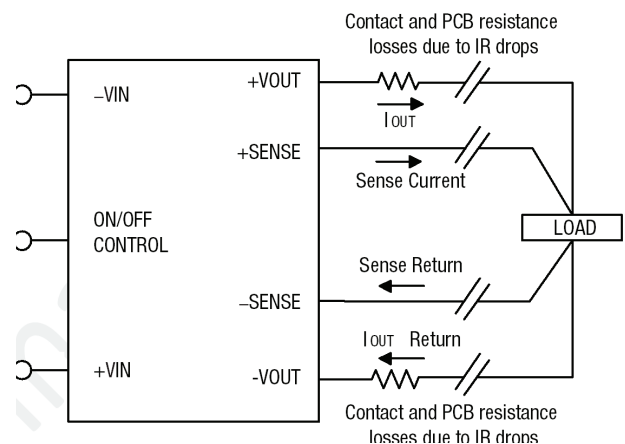 Contact and PCB resistance
losses due to IR drops
+VOUT
−VIN
IOUT
+SENSE
Sense Current
ON/OFF
CONTROL
LOAD
Sense Return
−SENSE
IOUT Return
+VIN
-VOUT
Contact and PCB resistance
losses due to IR drops